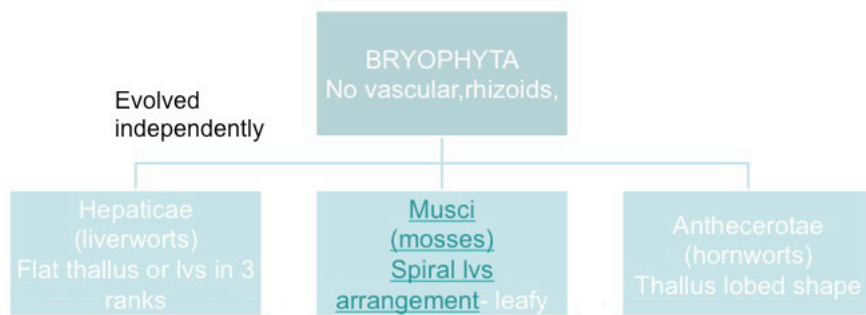 BRYOPHYTA
No vascular,rhizoids,
Evolved
independently
Hepaticae
(liverworts)
Flat thallus or lvs in 3
ranks
Musci
(mosses)
Spiral lvs
arrangement- leafy
Anthecerotae
(hornworts)
Thallus lobed shape